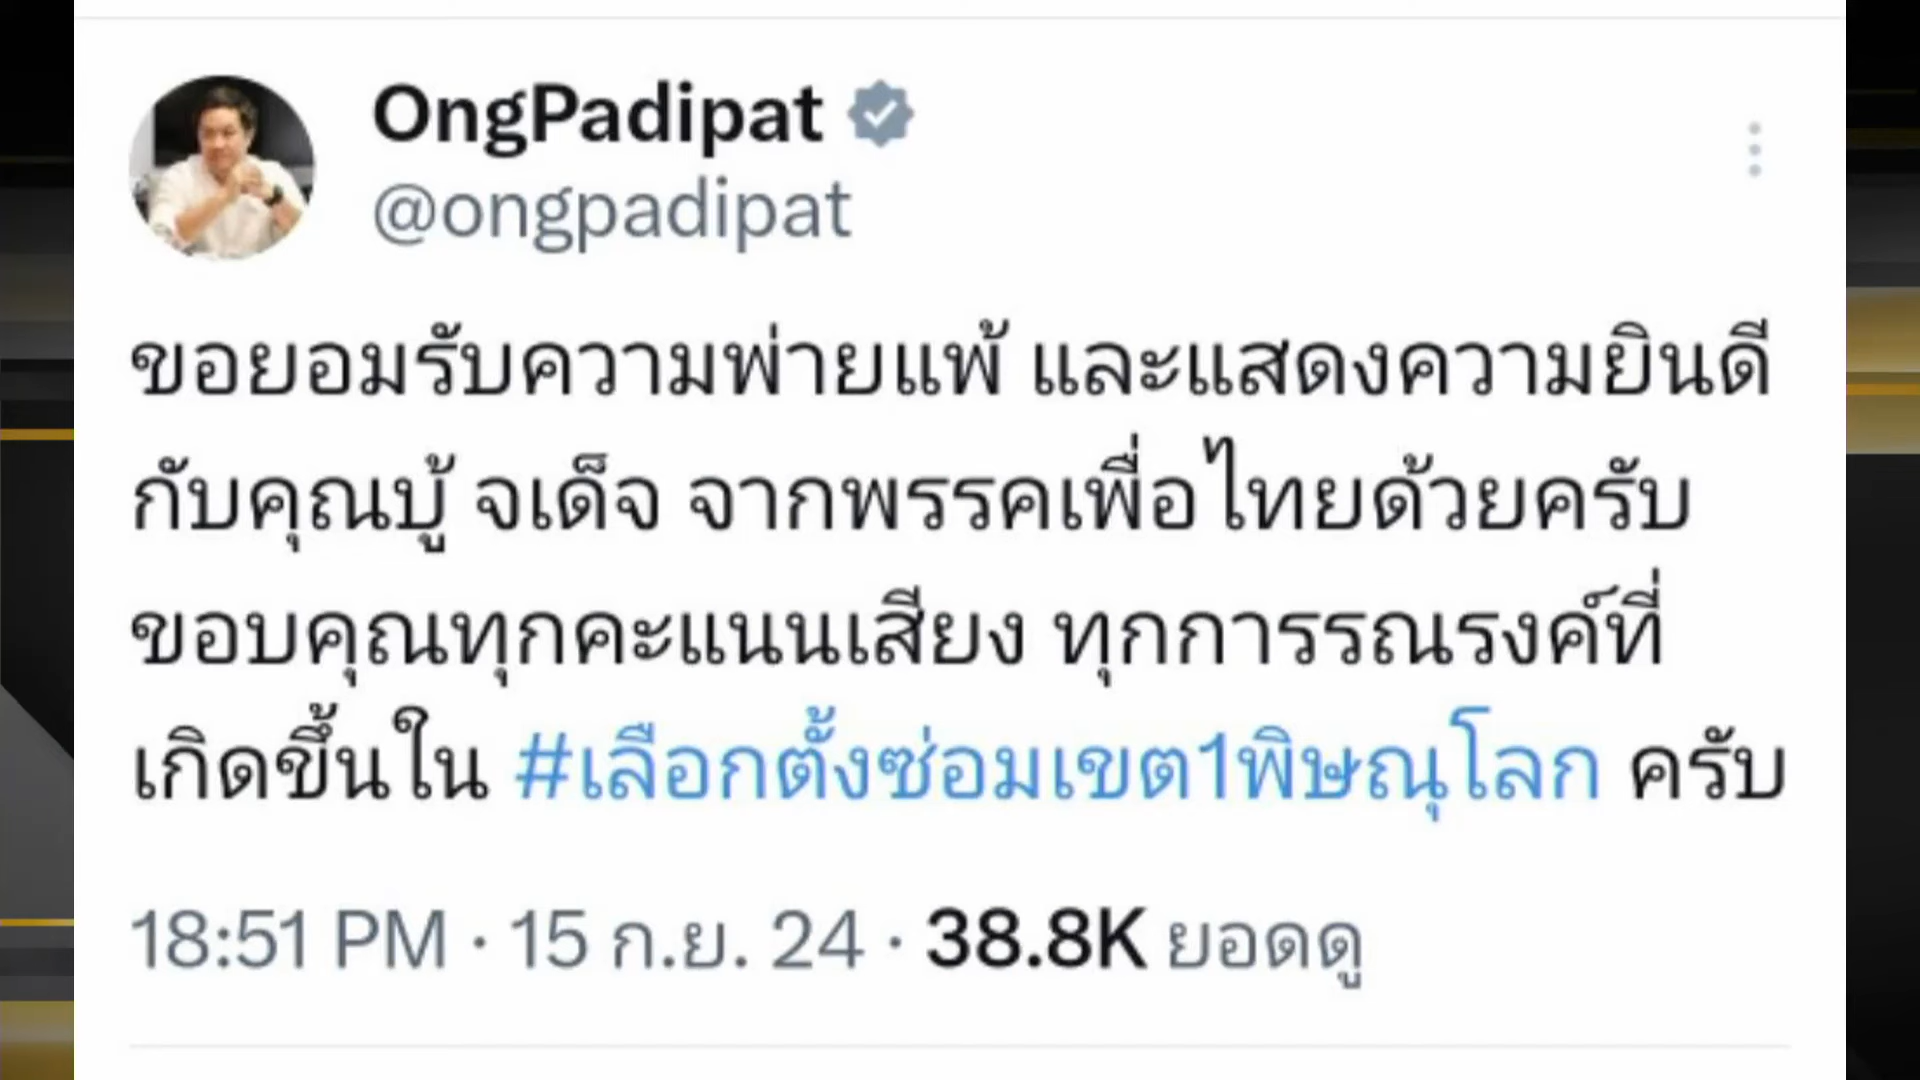 OngPadipat
@ongpadipat
ขอยอมรับความพ่ายแพ้ และแสดงความยินดี
กับคุณบู้ จเด็จ จากพรรคเพื่อไทยด้วยครับ
ขอบคุณทุกคะแนนเสียง ทุกการรณรงค์ที่
เกิดขึ้นใน #เลือกตั้งซ่อมเขต1พิษณุโลก ครับ
18:51 PM · 15 ก.ย. 24 · 38.8K ยอดดู